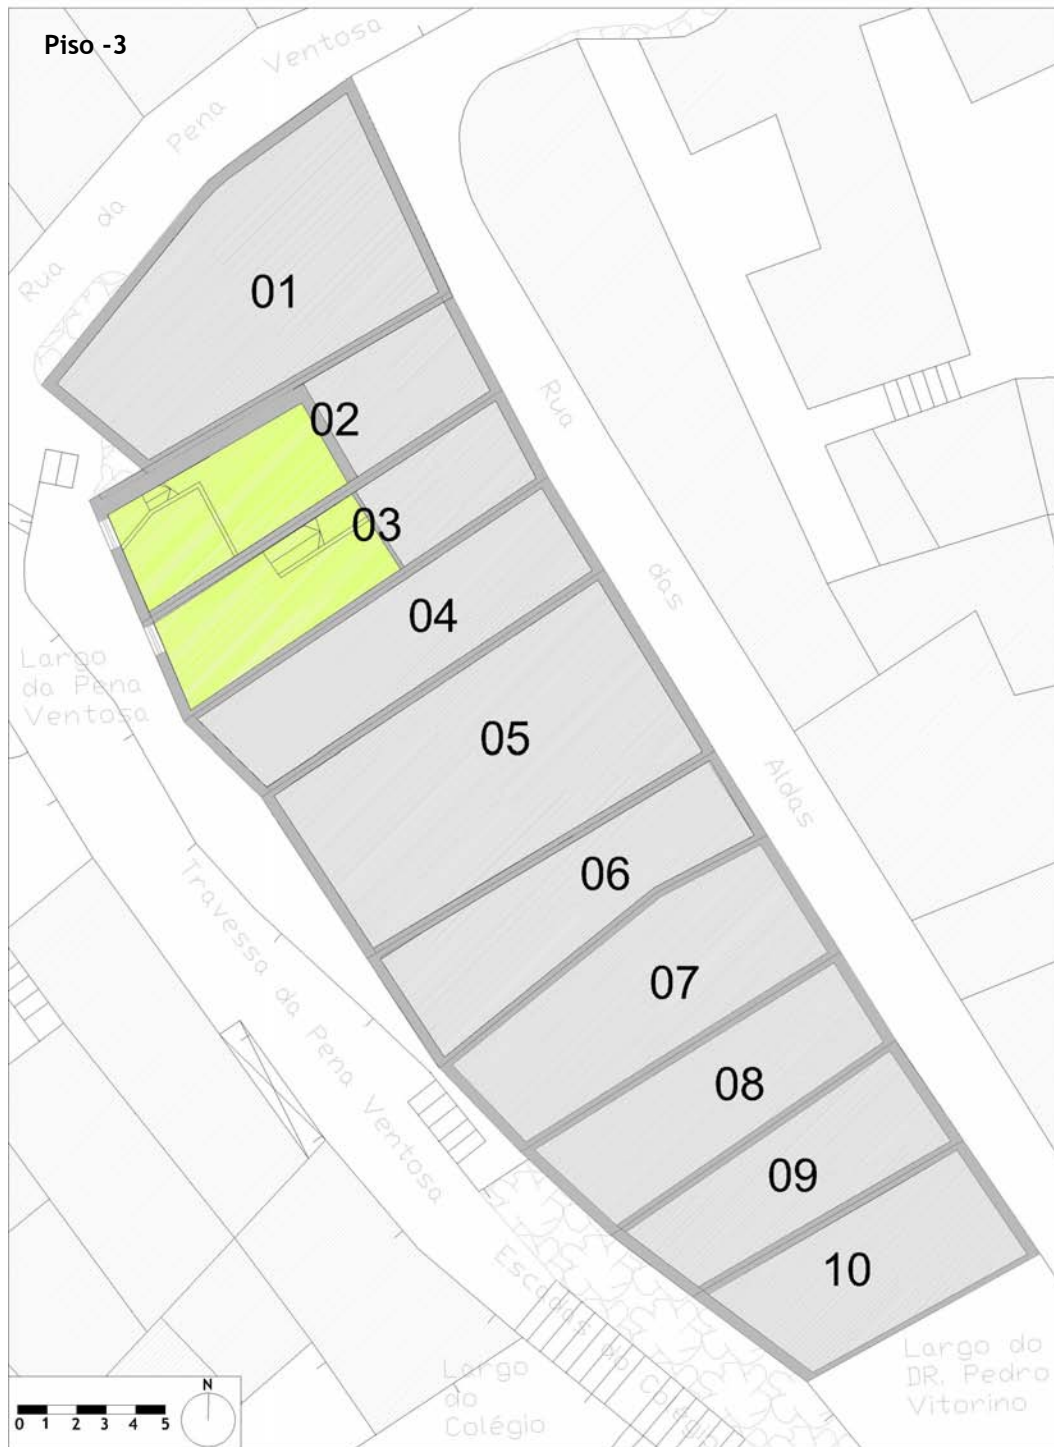 Piso -3
Rua da Pena Ventosa
01
02
03
04
05
06
07
08
09
10
Rua das Aldas
Largo
da Pena
Ventosa
Travessa da Pena Ventosa
Escadas do Colégio
Largo
do
Colégio
Largo do
DR. Pedro
Vitorino
N
0 1 2 3 4 5